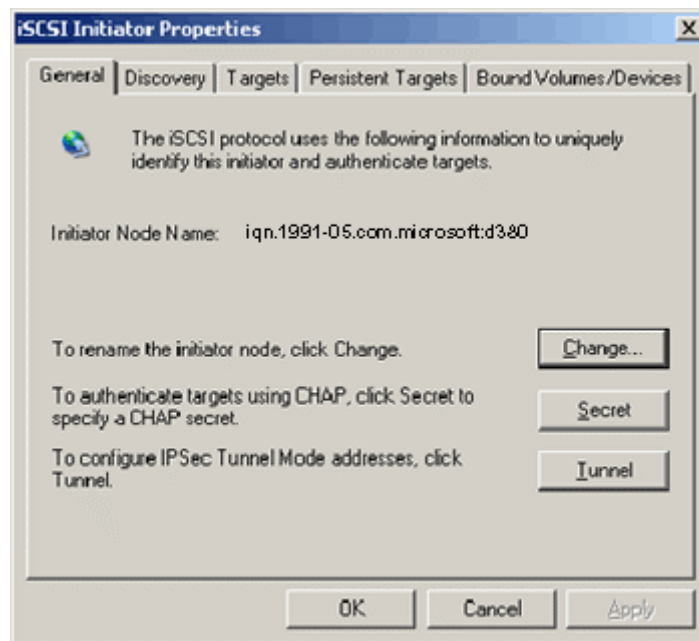 iSCSI Initiator Properties
General
Discovery
Targets
Persistent Targets
Bound Volumes/Devices
The iSCSI protocol uses the following information to uniquely
identify this initiator and authenticate targets.
Initiator Node Name: iqn.1991-05.com.microsoft:d380
To rename the initiator node, click Change.
Change...
To authenticate targets using CHAP, click Secret to
specify a CHAP secret.
Secret
To configure IPSec Tunnel Mode addresses, click
Tunnel.
Tunnel
OK
Cancel
Apply